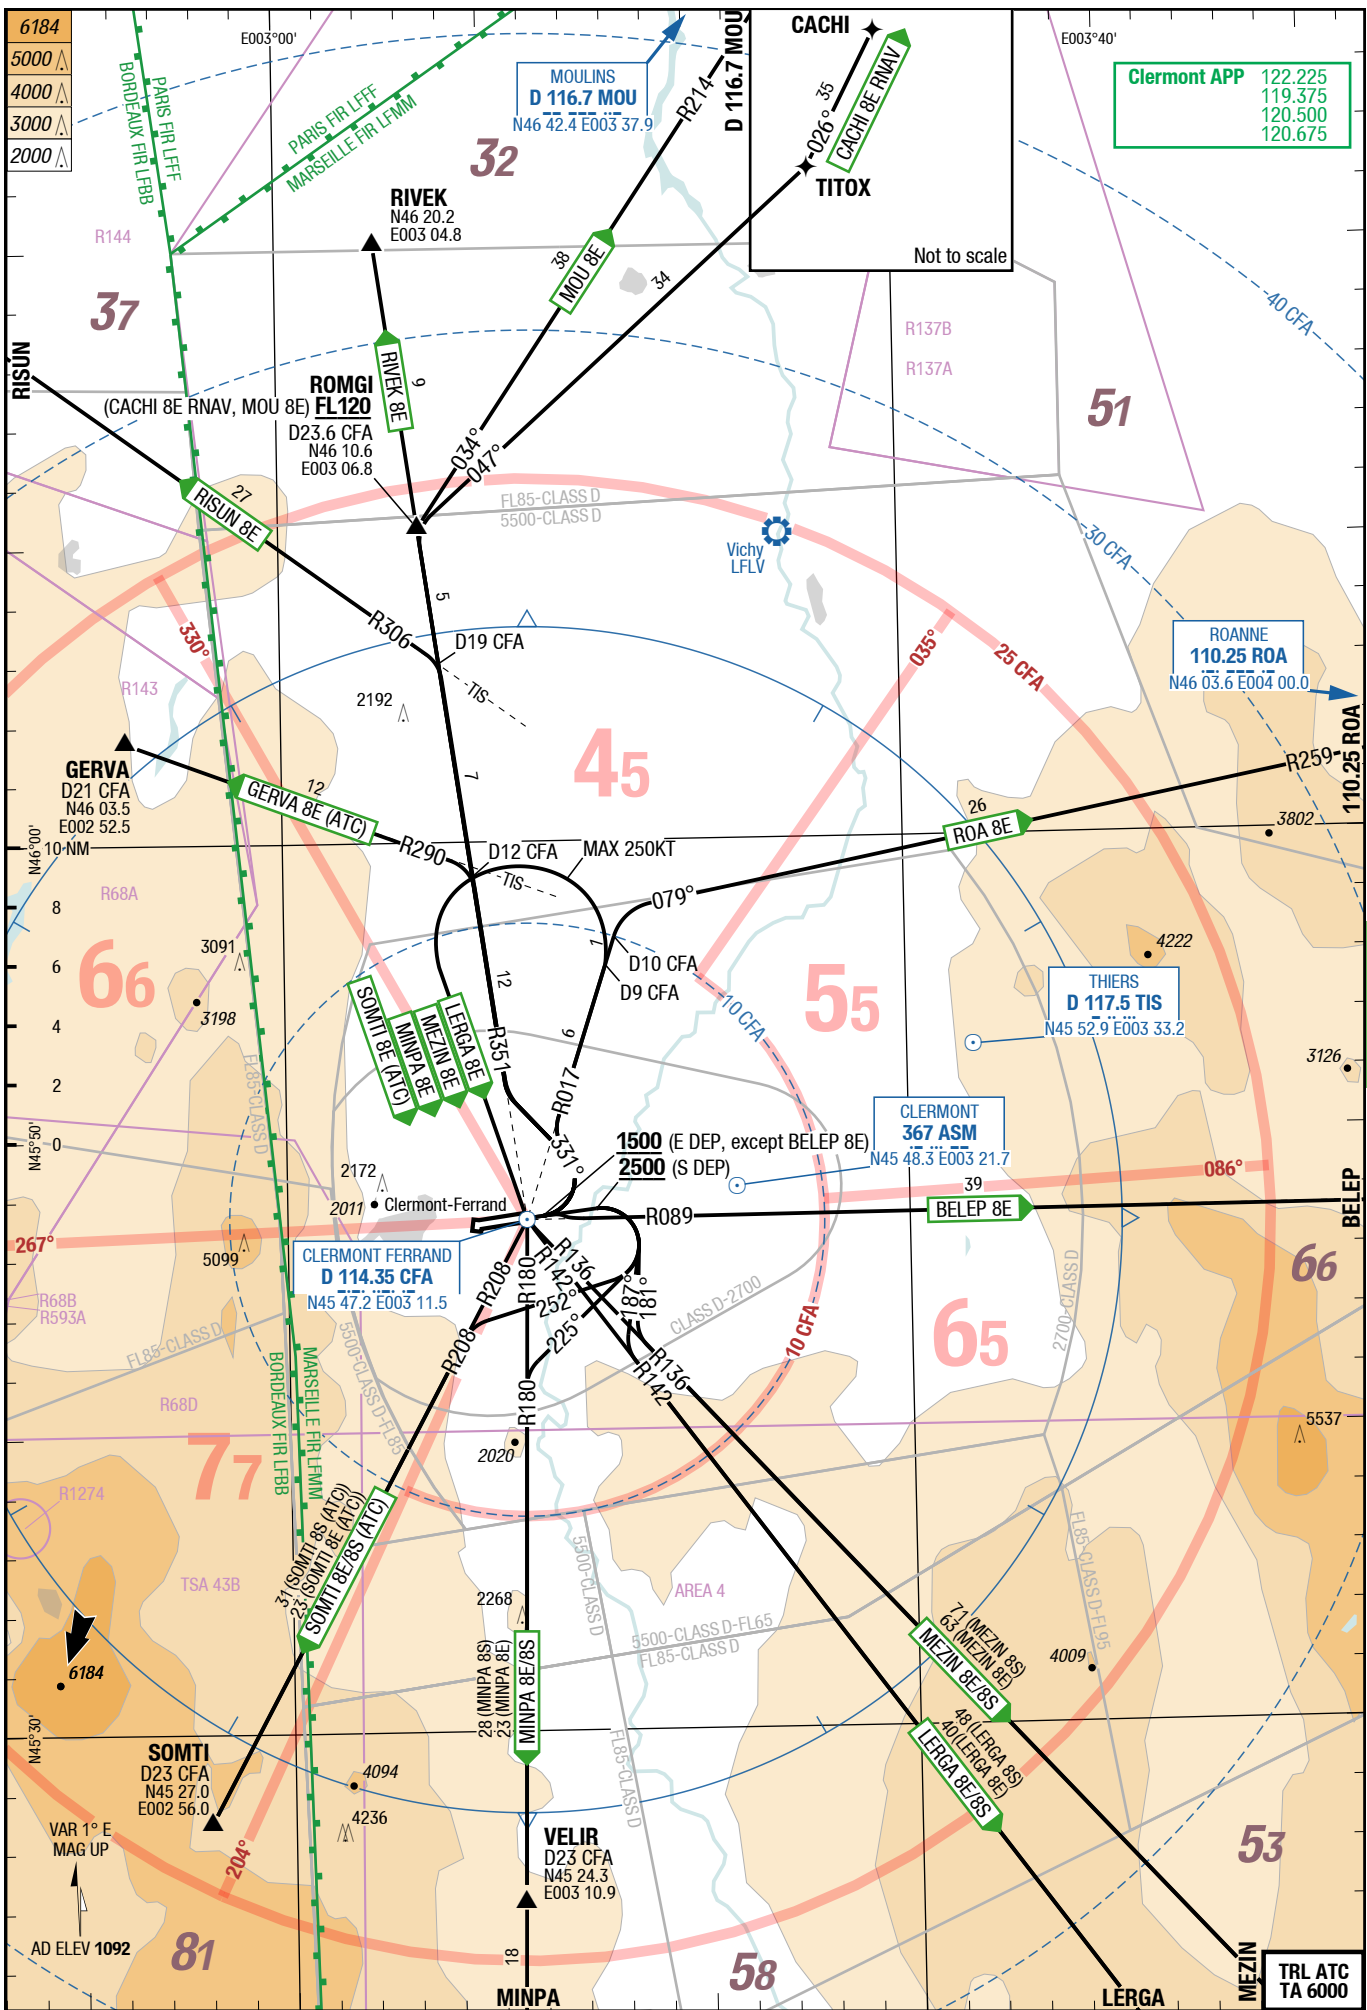 6184
5000
4000
3000
2000
E003°00'
E003°40'
BORDEAUX FIR LFBB
PARIS FIR LFFF
PARIS FIR LFFF
MARSEILLE FIR LFMM
MOULINS
D 116.7 MOU
N46 42.4 E003 37.9
R214
D 116.7 MOU
CACHI
35
026°
CACHI 8E RNAV
TITOX
Not to scale
Clermont APP 122.225
119.375
120.500
120.675
32
RIVEK
N46 20.2
E003 04.8
R144
37
38
MOU 8E
34
40 CFA
R137B
R137A
51
RISUN
9
RIVEK 8E
ROMGI
(CACHI 8E RNAV, MOU 8E) FL120
D23.6 CFA
N46 10.6
E003 06.8
034°
047°
27
RISUN 8E
FL85-CLASS D
5500-CLASS D
Vichy
LFLV
30 CFA
5
R306
D19 CFA
TIS
330°
035°
25 CFA
ROANNE
110.25 ROA
N46 03.6 E004 00.0
110.25 ROA
R143
2192
45
7
GERVA
D21 CFA
N46 03.5
E002 52.5
12
GERVA 8E (ATC)
R290
D12 CFA
MAX 250KT
TIS
26
ROA 8E
R259
3802
N46°00'
10 NM
8
6
4
2
0
R68A
079°
1
D10 CFA
D9 CFA
3091
66
3198
12
SOMTI 8E (ATC)
MINPA 8E
MEZIN 8E
LERGA 8E
R351
6
R017
10 CFA
55
4222
THIERS
D 117.5 TIS
N45 52.9 E003 33.2
3126
FL85-CLASS D
N45°50'
331°
1500 (E DEP, except BELEP 8E)
2500 (S DEP)
CLERMONT
367 ASM
N45 48.3 E003 21.7
2172
2011
Clermont-Ferrand
39
BELEP 8E
086°
BELEP
R089
267°
5099
CLERMONT FERRAND
D 114.35 CFA
N45 47.2 E003 11.5
R208
R180
R142
R136
252°
225°
187°
181°
R68B
R593A
FL85-CLASS D
5500-CLASS D-FL85
CLASS D-2700
2700-CLASS D
66
65
10 CFA
R208
R180
R136
R142
BORDEAUX FIR LFBB
MARSEILLE FIR LFMM
R68D
77
2020
5537
R1274
TSA 43B
31 (SOMTI 8S (ATC))
23 (SOMTI 8E (ATC))
SOMTI 8E/8S (ATC)
5500-CLASS D
AREA 4
FL85-CLASS D-FL95
2268
28 (MINPA 8S)
23 (MINPA 8E)
MINPA 8E/8S
5500-CLASS D-FL65
FL85-CLASS D
71 (MEZIN 8S)
63 (MEZIN 8E)
MEZIN 8E/8S
4009
6184
N45°30'
48 (LERGA 8S)
40 (LERGA 8E)
LERGA 8E/8S
FL85-CLASS D
SOMTI
D23 CFA
N45 27.0
E002 56.0
4094
4236
VAR 1° E
MAG UP
204°
VELIR
D23 CFA
N45 24.3
E003 10.9
53
AD ELEV 1092
81
18
58
MINPA
LERGA
MEZIN
TRL ATC
TA 6000